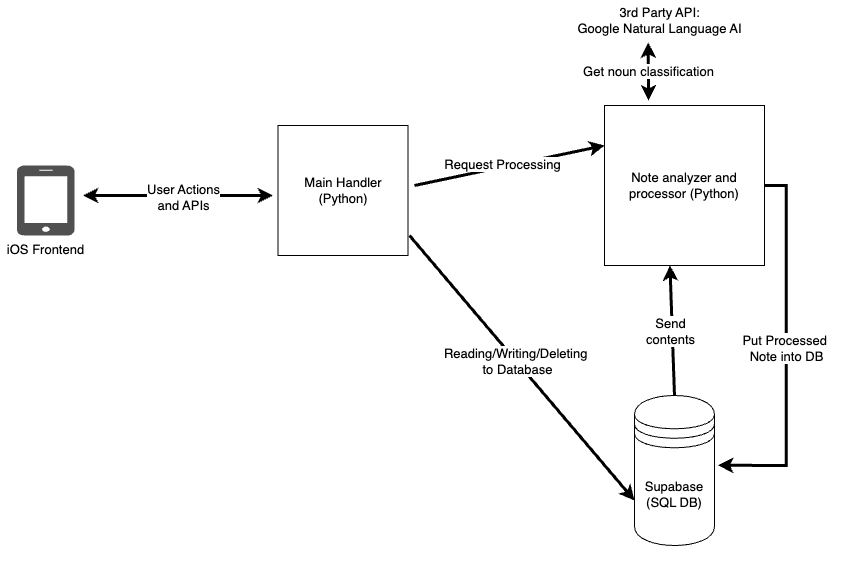 3rd Party API:
Google Natural Language AI
Get noun classification
Request Processing
Note analyzer and
processor (Python)
Main Handler
(Python)
User Actions
and APIs
iOS Frontend
Send
contents
Put Processed
Note into DB
Reading/Writing/Deleting
to Database
Supabase
(SQL DB)